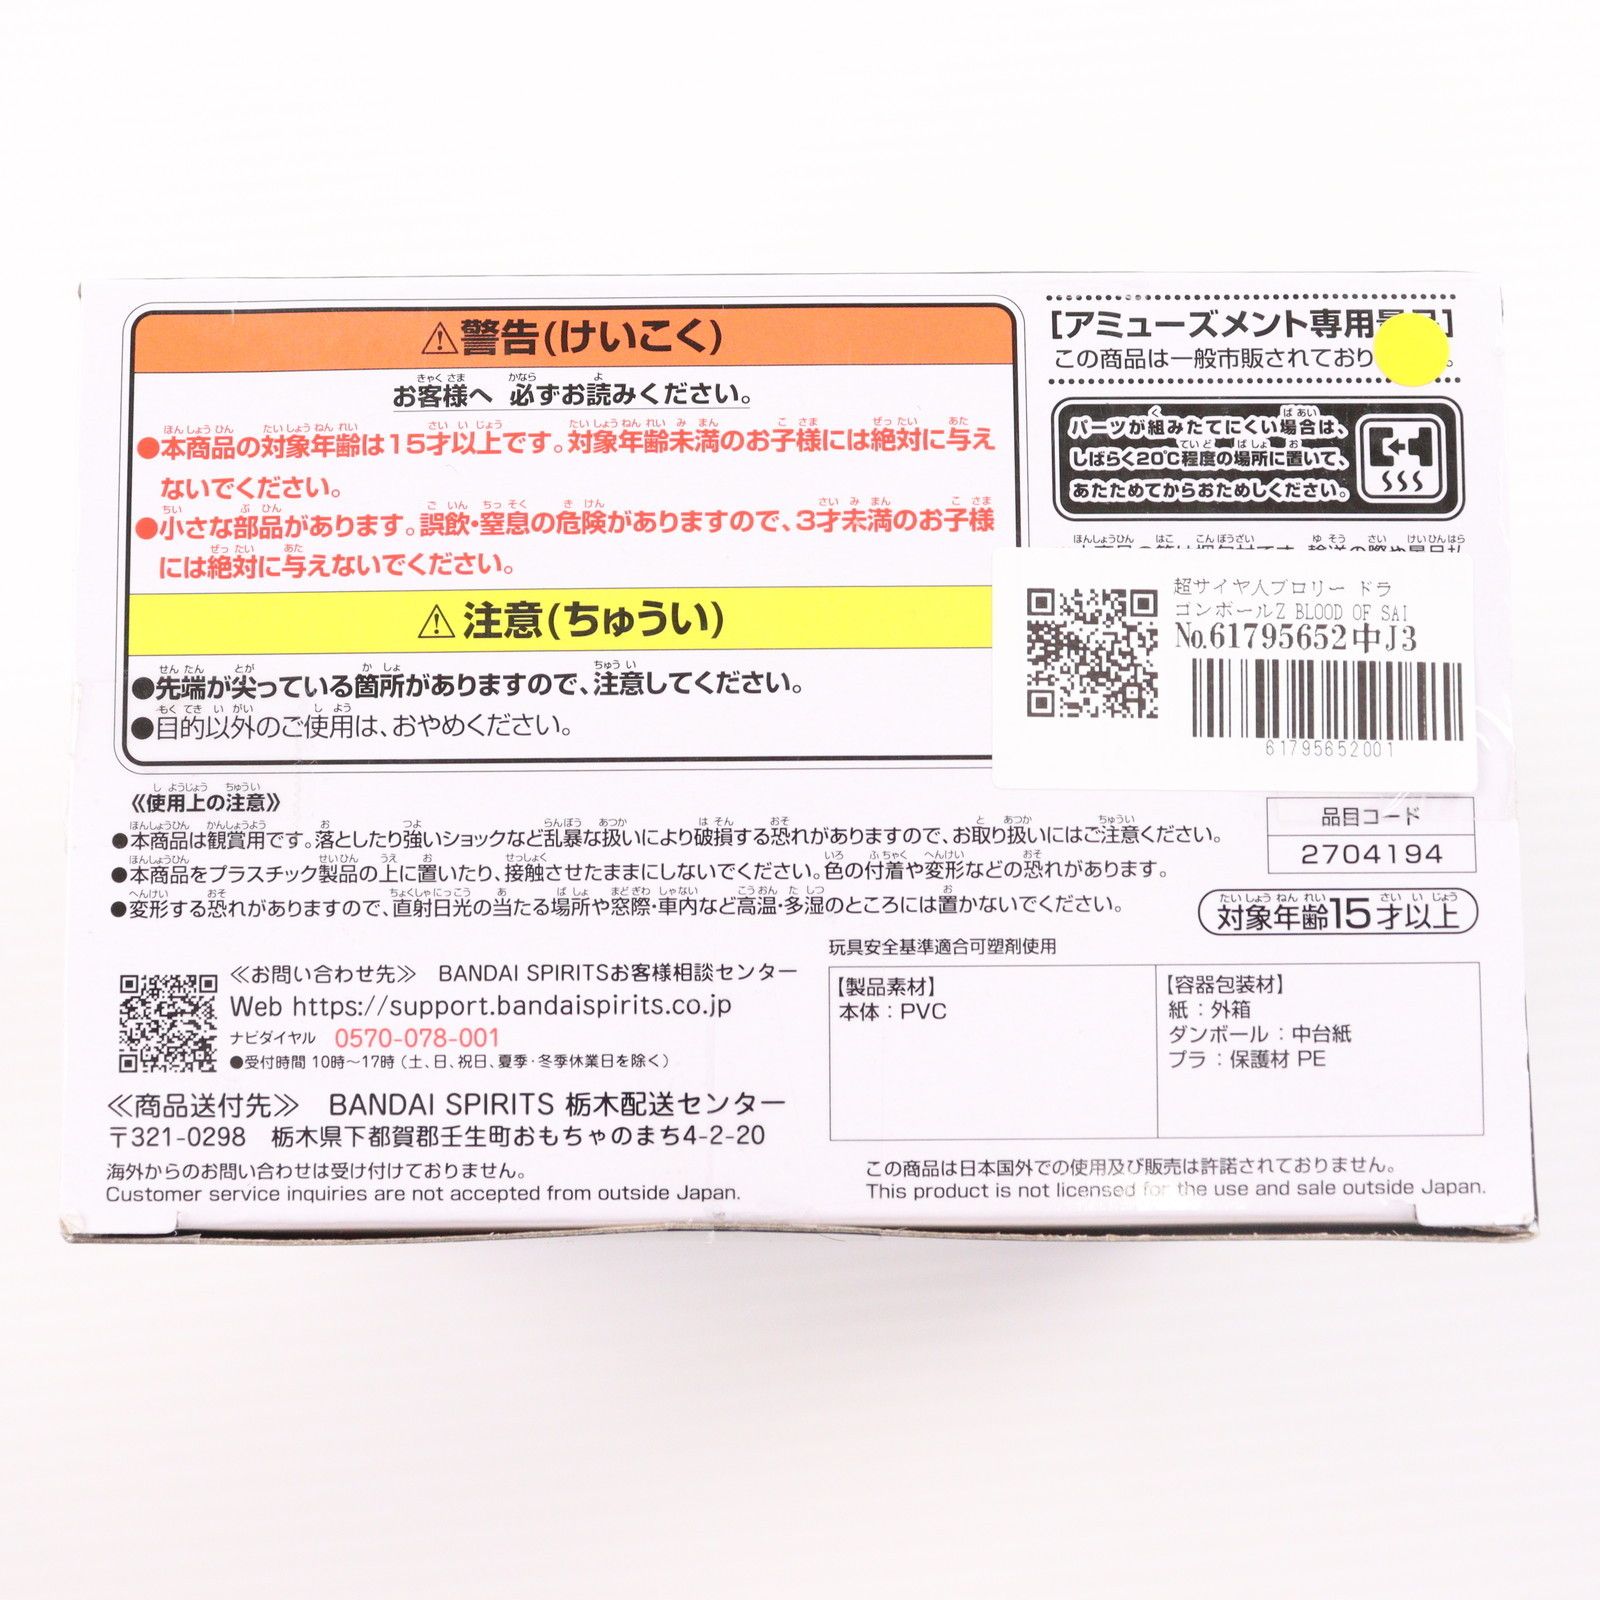 ⚠警告(けいこく)
お客様へ 必ずお読みください。
●本商品の対象年齢は15才以上です。対象年齢未満のお子様には絶対に与え
ないでください。
●小さな部品があります。誤飲・窒息の危険がありますので、3才未満のお子様
には絶対に与えないでください。
⚠注意(ちゅうい)
●先端が尖っている箇所がありますので、注意してください。
●目的以外のご使用は、おやめください。
[アミューズメント専用
この商品は一般市販されており
パーツが組みたてにくい場合は、
しばらく20℃程度の場所に置いて、
あたためてからおためしください。
超サイヤ人ブロリー ドラ
ゴンボールZ BLOOD OF SAI
No.61795652中J3
61795652001
《使用上の注意》
●本商品は観賞用です。落としたり強いショックなど乱暴な扱いにより破損する恐れがありますので、お取り扱いにはご注意ください。
●本商品をプラスチック製品の上に置いたり、接触させたままにしないでください。色の付着や変形などの恐れがあります。
●変形する恐れがありますので、直射日光の当たる場所や窓際・車内など高温・多湿のところには置かないでください。
品目コード
2704194
対象年齢15才以上
≪お問い合わせ先≫ BANDAI SPIRITSお客様相談センター
Web https://support.bandaispirits.co.jp
ナビダイヤル 0570-078-001
●受付時間 10時〜17時（土、日、祝日、夏季・冬季休業日を除く）
≪商品送付先≫ BANDAI SPIRITS 栃木配送センター
〒321-0298 栃木県下都賀郡壬生町おもちゃのまち4-2-20
海外からのお問い合わせは受け付けておりません。
Customer service inquiries are not accepted from outside Japan.
玩具安全基準適合可塑剤使用
【製品素材】
本体：PVC
【容器包装材】
紙：外箱
ダンボール：中台紙
プラ：保護材 PE
この商品は日本国外での使用及び販売は許諾されておりません。
This product is not licensed for the use and sale outside Japan.